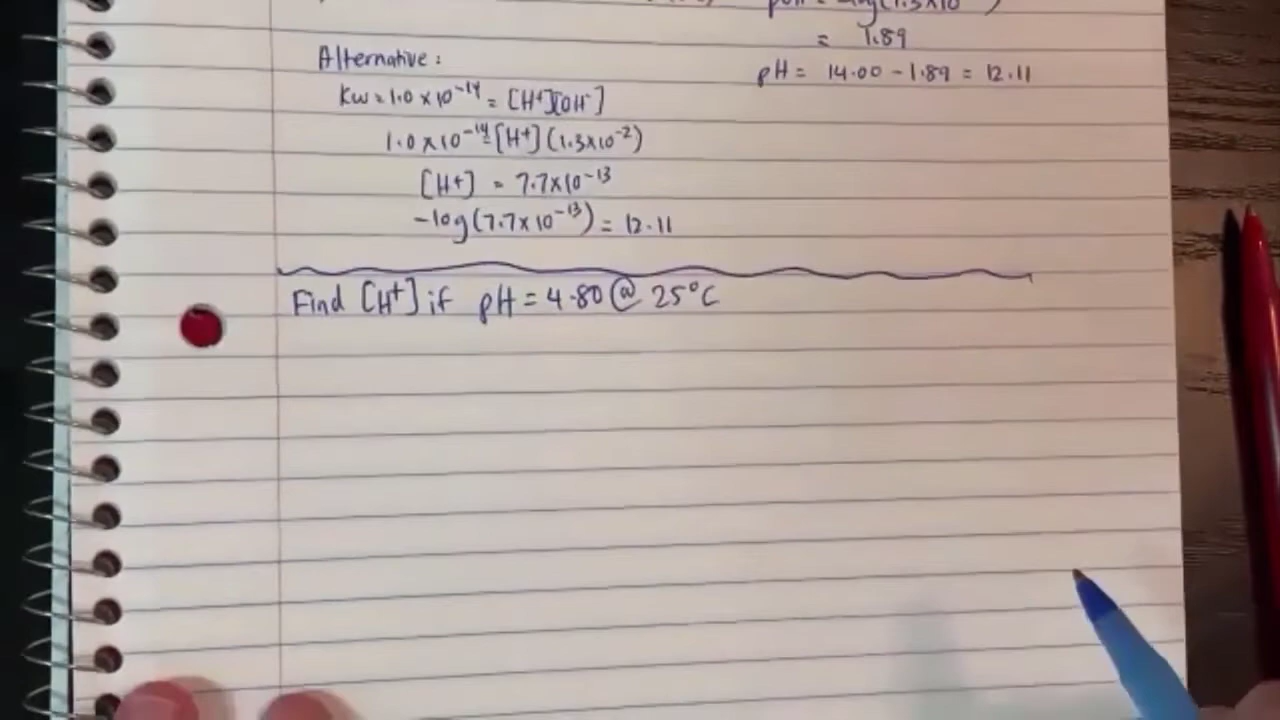 = 1.89
pH = 14.00 - 1.89 = 12.11
Alternative:
Kw = 1.0 x 10⁻¹⁴ = [H⁺][OH⁻]
1.0 x 10⁻¹⁴ = [H⁺] (1.3x10⁻²)
[H⁺] = 7.7x10⁻¹³
-log(7.7x10⁻¹³) = 12.11
Find [H⁺] if pH = 4.80 @ 25°C